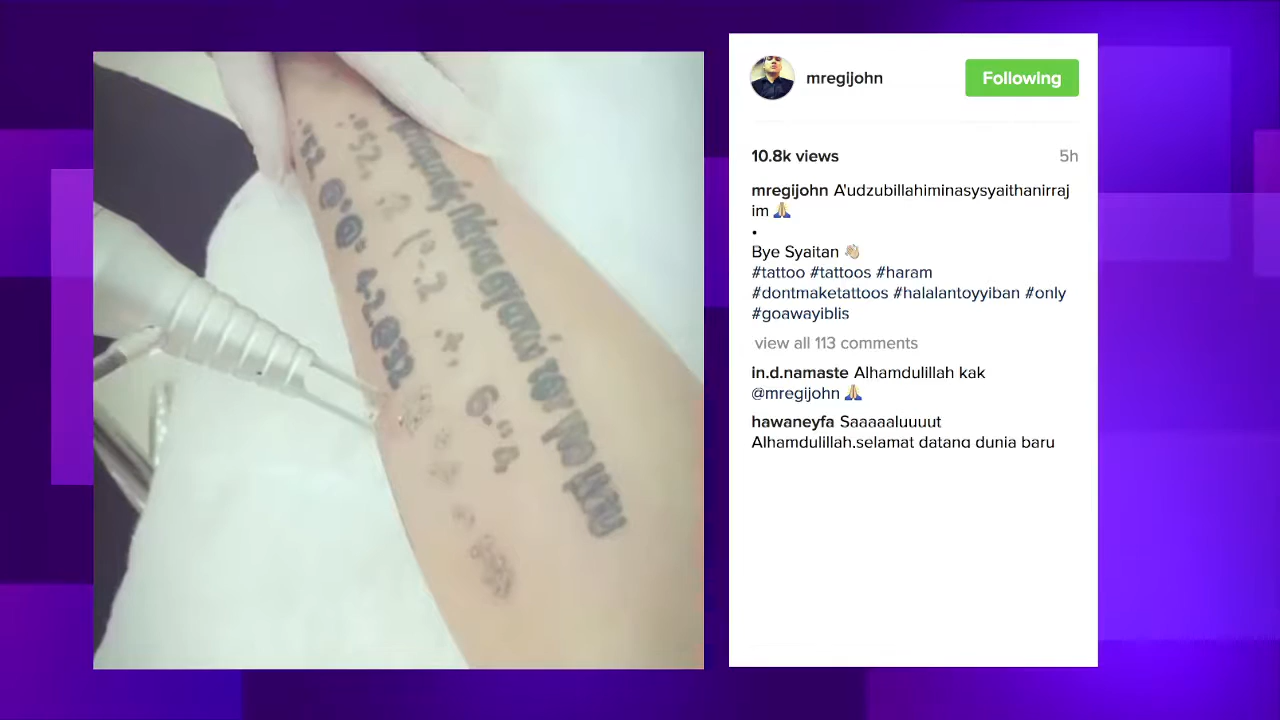 mregijohn
Following
10.8k views
5h
mregijohn A'udzubillahiminasysyaithanirraj
im 🙏
•
Bye Syaitan 👋
#tattoo #tattoos #haram
#dontmaketattoos #halalantoyyiban #only
#goawayiblis
view all 113 comments
in.d.namaste Alhamdulillah kak
@mregijohn 🙏
hawaneyfa Saaaaaluuuut
Alhamdulillah.selamat datang dunia baru